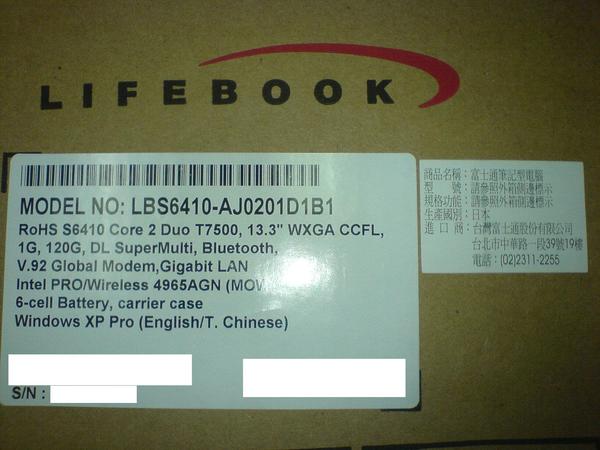 LIFEBOOK
MODEL NO: LBS6410-AJ0201D1B1
RoHS S6410 Core 2 Duo T7500, 13.3" WXGA CCFL,
1G, 120G, DL SuperMulti, Bluetooth,
V.92 Global Modem,Gigabit LAN
Intel PRO/Wireless 4965AGN (MOW
6-cell Battery, carrier case
Windows XP Pro (English/T. Chinese)
S/N :
商品名稱：富士通筆記型電腦
型 號：請參照外箱側邊標示
規格功能：請參照外箱側邊標示
生產國別：日本
進 口 商：台灣富士通股份有限公司
台北市中華路一段39號19樓
電話：(02)2311-2255